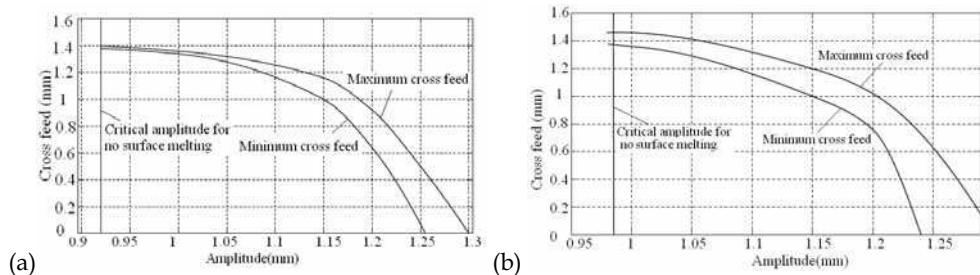 1.6
1.4
1.2
1
0.8
0.6
0.4
0.2
0
Cross feed (mm)
Maximum cross feed
Critical amplitude for
no surface melting
Minimum cross feed
0.9
0.95
1
1.05
1.1
1.15
1.2
1.25
1.3
Amplitude(mm)
(a)
1.6
1.4
1.2
1
0.8
0.6
0.4
0.2
0
Cross feed (mm)
Maximum cross feed
Critical amplitude for
no surface melting
Minimum cross feed
0.95
1
1.05
1.1
1.15
1.2
1.25
Amplitude(mm)
(b)